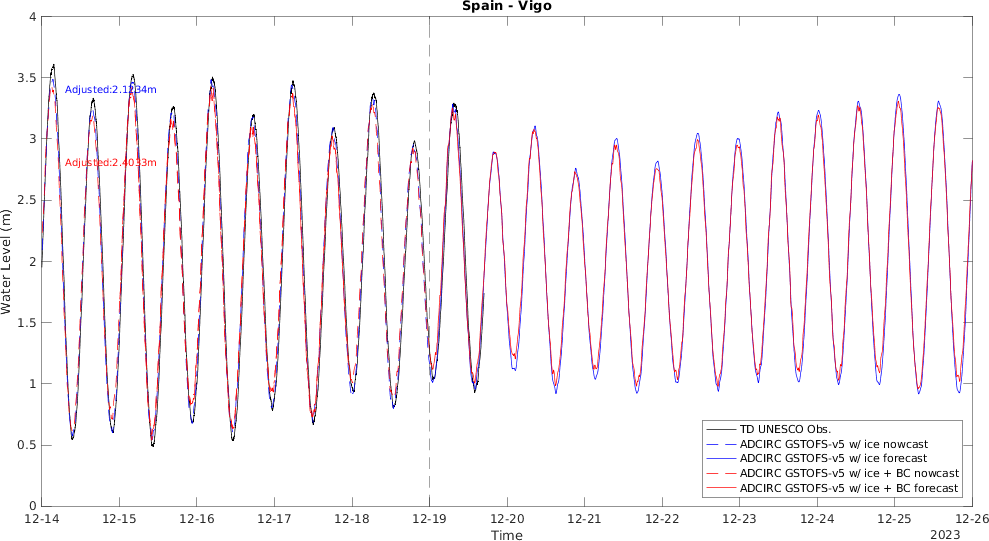 Spain - Vigo
4
3.5
3
2.5
2
1.5
1
0.5
0
Water Level (m)
Adjusted:2.1234m
Adjusted:2.4033m
TD UNESCO Obs.
ADCIRC GSTOFS-v5 w/ ice nowcast
ADCIRC GSTOFS-v5 w/ ice forecast
ADCIRC GSTOFS-v5 w/ ice + BC nowcast
ADCIRC GSTOFS-v5 w/ ice + BC forecast
12-14 12-15 12-16 12-17 12-18 12-19 12-20 12-21 12-22 12-23 12-24 12-25 12-26
Time
2023